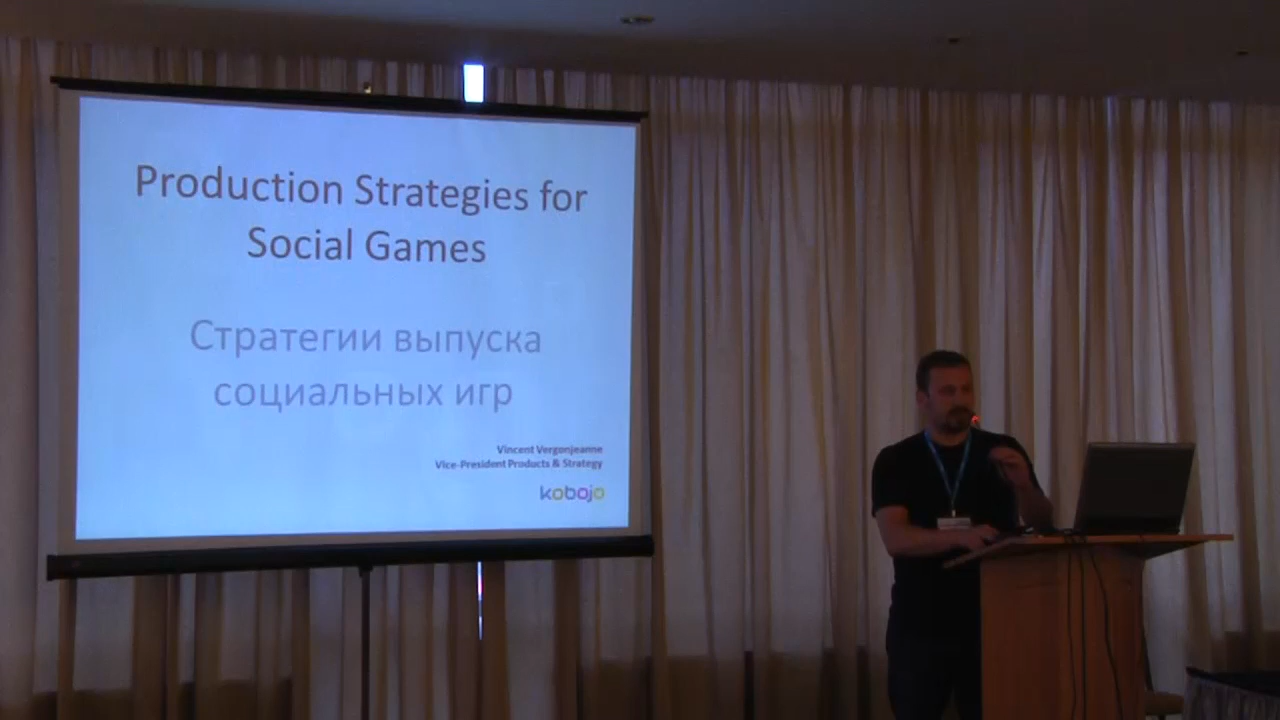 Production Strategies for
Social Games
Стратегии выпуска
социальных игр
Vincent Vergonjeanne
Vice-President Products & Strategy
kobojo